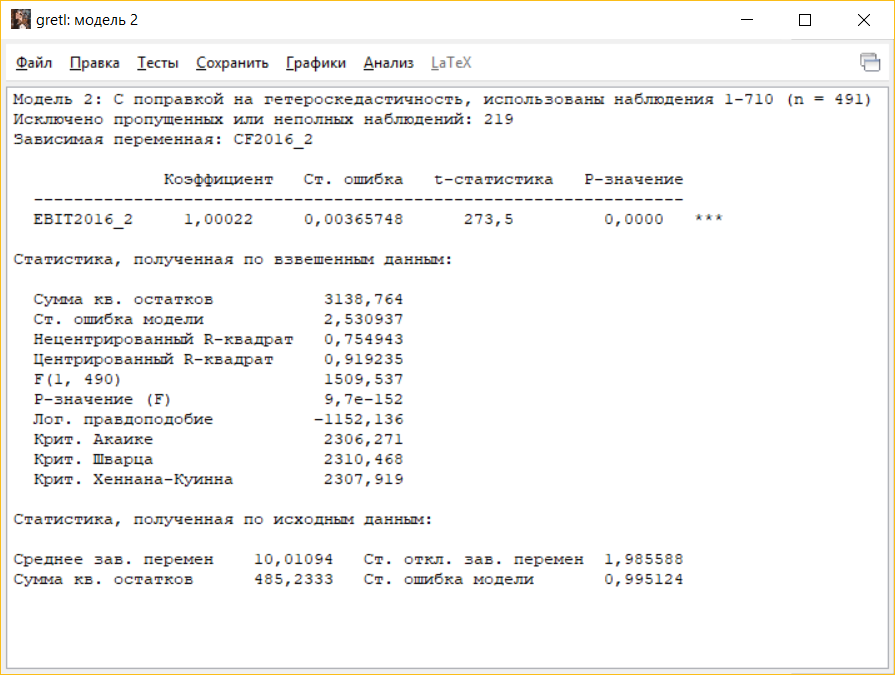 gretl: модель 2
Файл Правка Тесты Сохранить Графики Анализ LaTeX
Модель 2: С поправкой на гетероскедастичность, использованы наблюдения 1-710 (n = 491)
Исключено пропущенных или неполных наблюдений: 219
Зависимая переменная: CF2016_2
Коэффициент Ст. ошибка t-статистика P-значение
---------------------------------------------------------------
EBIT2016_2 1,00022 0,00365748 273,5 0,0000 ***
Статистика, полученная по взвешенным данным:
Сумма кв. остатков 3138,764
Ст. ошибка модели 2,530937
Нецентрированный R-квадрат 0,754943
Центрированный R-квадрат 0,919235
F(1, 490) 1509,537
P-значение (F) 9,7e-152
Лог. правдоподобие -1152,136
Крит. Акаике 2306,271
Крит. Шварца 2310,468
Крит. Хеннана-Куинна 2307,919
Статистика, полученная по исходным данным:
Среднее зав. перемен 10,01094 Ст. откл. зав. перемен 1,985588
Сумма кв. остатков 485,2333 Ст. ошибка модели 0,995124